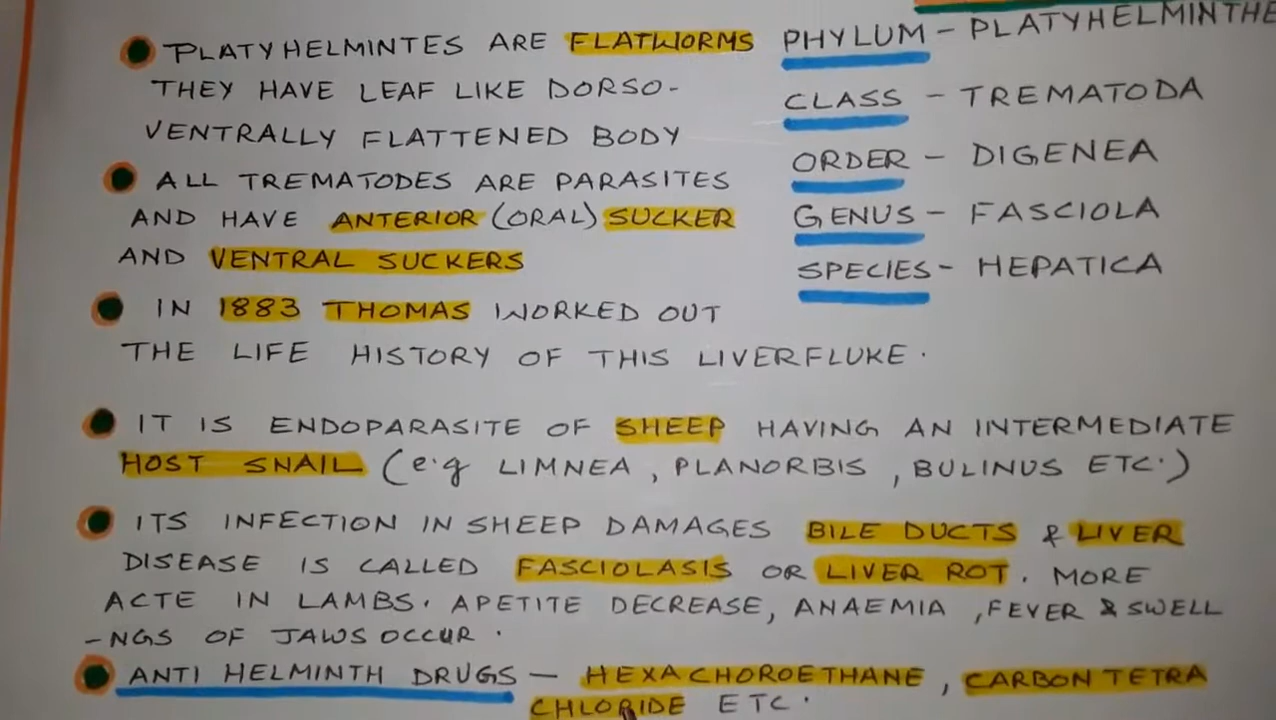 PLATYHELMINTES ARE FLATWORMS
THEY HAVE LEAF LIKE DORSO-
VENTRALLY FLATTENED BODY
ALL TREMATODES ARE PARASITES
AND HAVE ANTERIOR (ORAL) SUCKER
AND VENTRAL SUCKERS
IN 1883 THOMAS WORKED OUT
THE LIFE HISTORY OF THIS LIVERFLUKE.
PHYLUM - PLATYHELMINTHE
CLASS - TREMATODA
ORDER - DIGENEA
GENUS - FASCIOLA
SPECIES - HEPATICA
IT IS ENDOPARASITE OF SHEEP HAVING AN INTERMEDIATE
HOST SNAIL (e.g LIMNEA, PLANORBIS, BULINUS ETC.)
ITS INFECTION IN SHEEP DAMAGES BILE DUCTS & LIVER
DISEASE IS CALLED FASCIOLASIS OR LIVER ROT. MORE
ACTE IN LAMBS. APETITE DECREASE, ANAEMIA, FEVER & SWELL
-NGS OF JAWS OCCUR.
ANTI HELMINTH DRUGS - HEXACHOROETHANE, CARBON TETRA
CHLORIDE ETC.